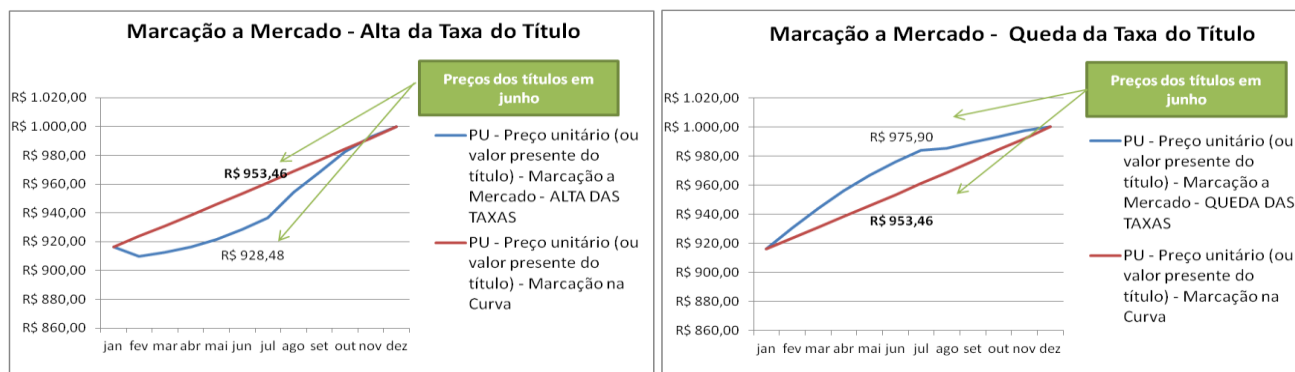 Marcação a Mercado - Alta da Taxa do Título
Preços dos títulos em
junho
R$ 1.020,00
R$ 1.000,00
R$ 980,00
R$ 960,00
R$ 940,00
R$ 920,00
R$ 900,00
R$ 880,00
R$ 860,00
R$ 953,46
R$ 928,48
jan fev mar abr mai jun jul ago set out nov dez
PU - Preço unitário (ou
valor presente do
título) - Marcação a
Mercado - ALTA DAS
TAXAS
PU - Preço unitário (ou
valor presente do
título) - Marcação na
Curva
Marcação a Mercado - Queda da Taxa do Título
Preços dos títulos em
junho
R$ 1.020,00
R$ 1.000,00
R$ 980,00
R$ 960,00
R$ 940,00
R$ 920,00
R$ 900,00
R$ 880,00
R$ 860,00
R$ 975,90
R$ 953,46
jan fev mar abr mai jun jul ago set out nov dez
PU - Preço unitário (ou
valor presente do
título) - Marcação a
Mercado - QUEDA DAS
TAXAS
PU - Preço unitário (ou
valor presente do
título) - Marcação na
Curva